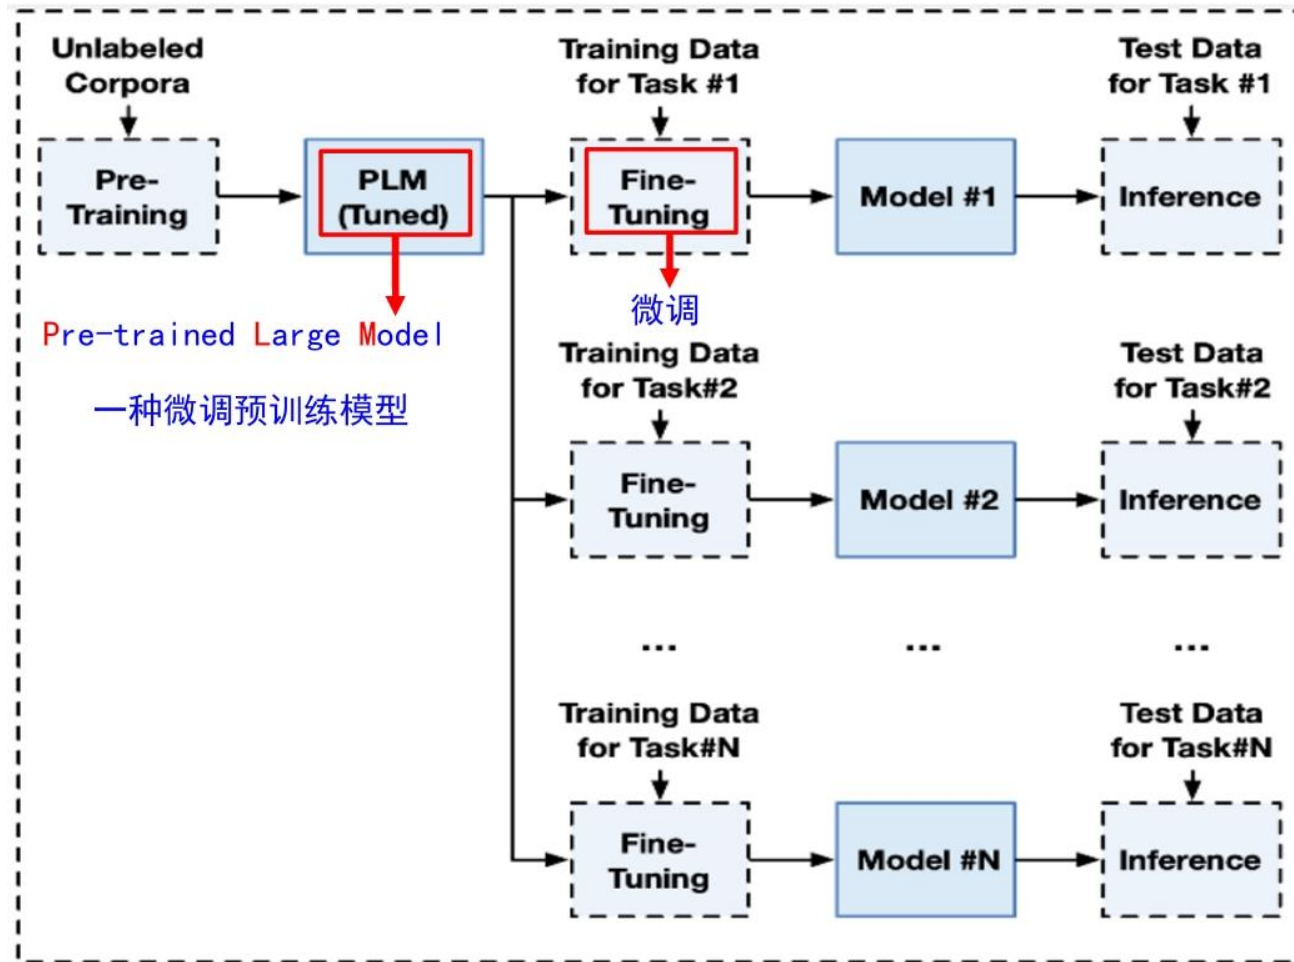 Unlabeled
Corpora
Training Data
for Task #1
Test Data
for Task #1
Pre-
Training
PLM
(Tuned)
Fine-
Tuning
Model #1
Inference
Pre-trained Large Model
一种微调预训练模型
微调
Training Data
for Task#2
Test Data
for Task#2
Fine-
Tuning
Model #2
Inference
...
...
...
Training Data
for Task#N
Test Data
for Task#N
Fine-
Tuning
Model #N
Inference